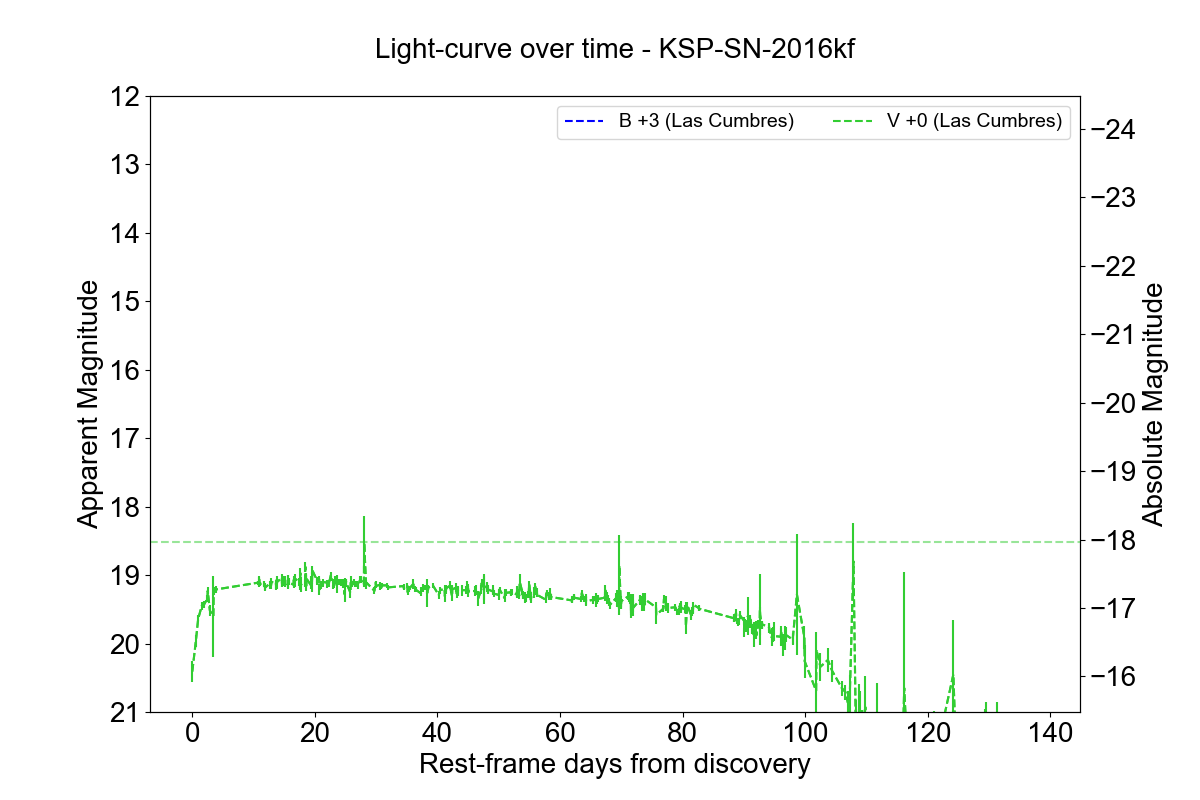 Light-curve over time - KSP-SN-2016kf
B +3 (Las Cumbres)
V +0 (Las Cumbres)
Apparent Magnitude
12
13
14
15
16
17
18
19
20
21
−24
−23
−22
−21
−20
−19
−18
−17
−16
Absolute Magnitude
0 20 40 60 80 100 120 140
Rest-frame days from discovery